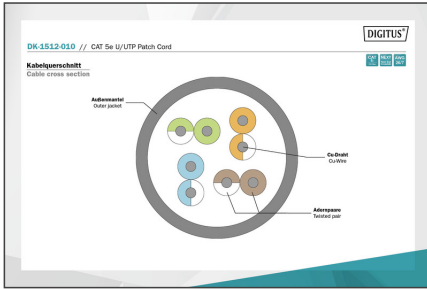 DIGITUS®
DK-1512-010 // CAT 5e U/UTP Patch Cord
Kabelquerschnitt
Cable cross section
Außenmantel
Outer jacket
Cu-Draht
Cu-Wire
Aderspaare
Twisted pair